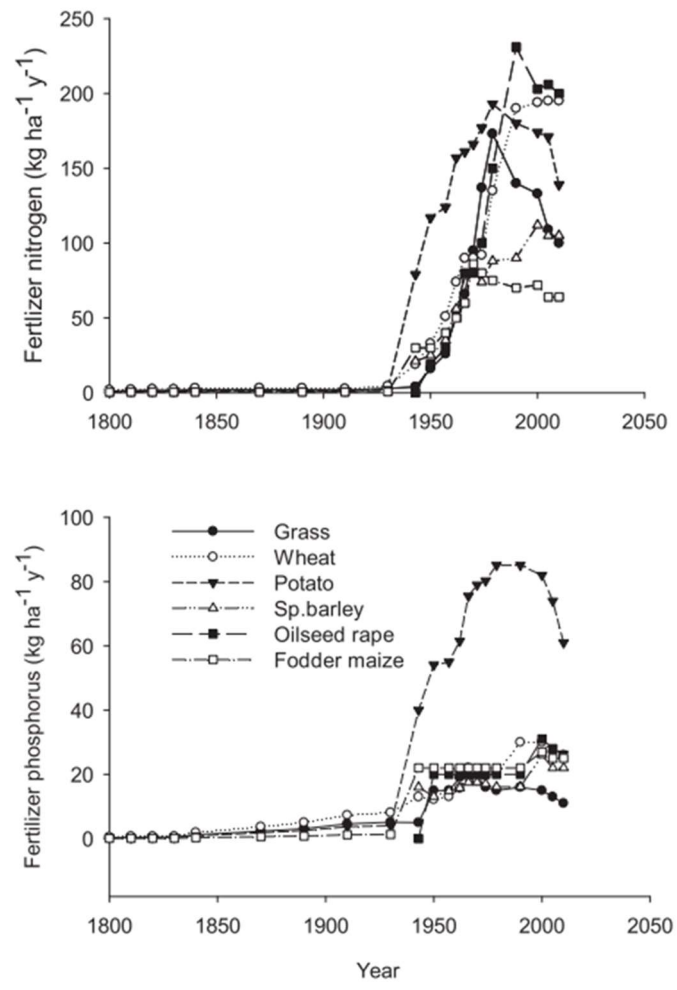 Fertlizer nitrogen (kg ha⁻¹ y⁻¹)
250
200
150
100
50
0
1800 1850 1900 1950 2000 2050
Fertilizer phosphorus (kg ha⁻¹ y⁻¹)
100
80
60
40
20
0
Grass
Wheat
Potato
Sp.barley
Oilseed rape
Fodder maize
1800 1850 1900 1950 2000 2050
Year